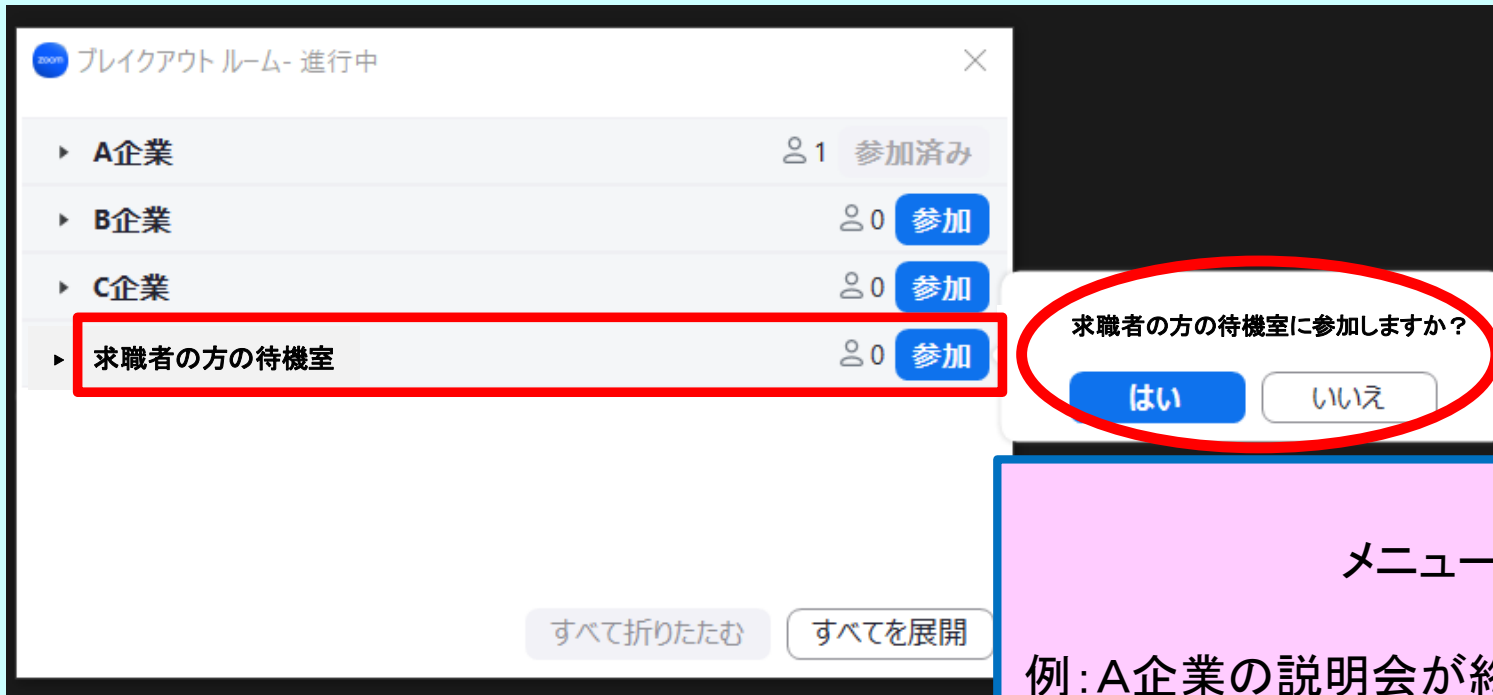 zoom ブレイクアウト ルーム- 進行中
A企業 1 参加済み
B企業 0 参加
C企業 0 参加
求職者の方の待機室 0 参加
求職者の方の待機室に参加しますか？
はい いいえ
すべて折りたたむ すべてを展開
メニュー
例：A企業の説明会が終